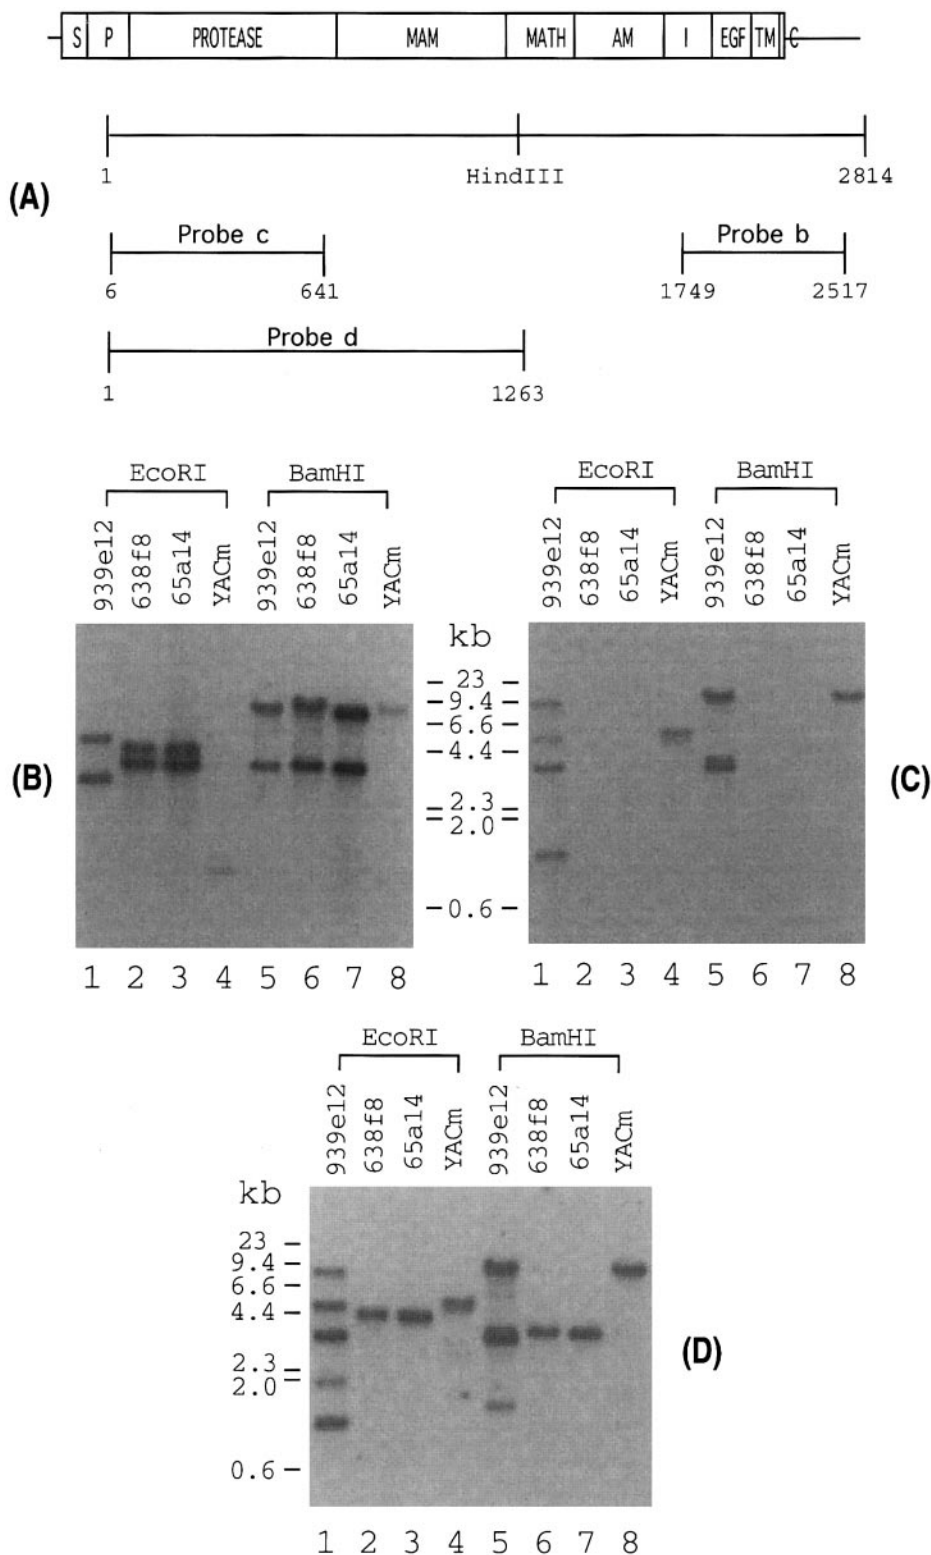 S P PROTEASE MAM MATH AM I EGF TM C
1 HindIII 2814
(A)
Probe c Probe b
6 641 1749 2517
Probe d
1 1263
EcoRI BamHI EcoRI BamHI
939e12 638f8 65a14 YACm 939e12 638f8 65a14 YACm 939e12 638f8 65a14 YACm 939e12 638f8 65a14 YACm
kb
23
9.4
6.6
4.4
(B) (C)
2.3
2.0
0.6
1 2 3 4 5 6 7 8 1 2 3 4 5 6 7 8
EcoRI BamHI
939e12 638f8 65a14 YACm 939e12 638f8 65a14 YACm
kb
23
9.4
6.6
4.4
(D)
2.3
2.0
0.6
1 2 3 4 5 6 7 8